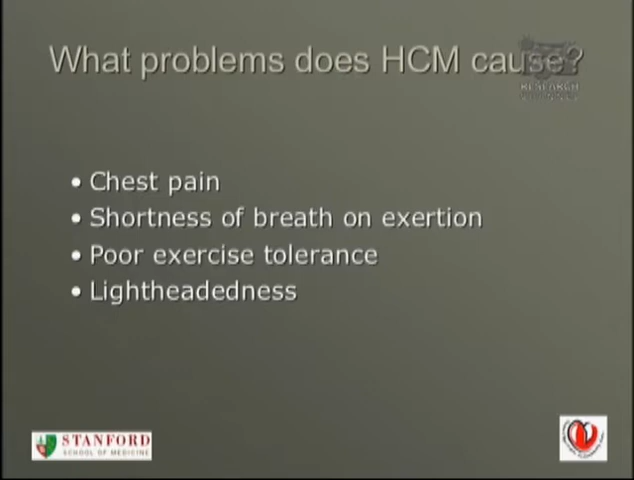 What problems does HCM cause?
• Chest pain
• Shortness of breath on exertion
• Poor exercise tolerance
• Lightheadedness
STANFORD
SCHOOL OF MEDICINE